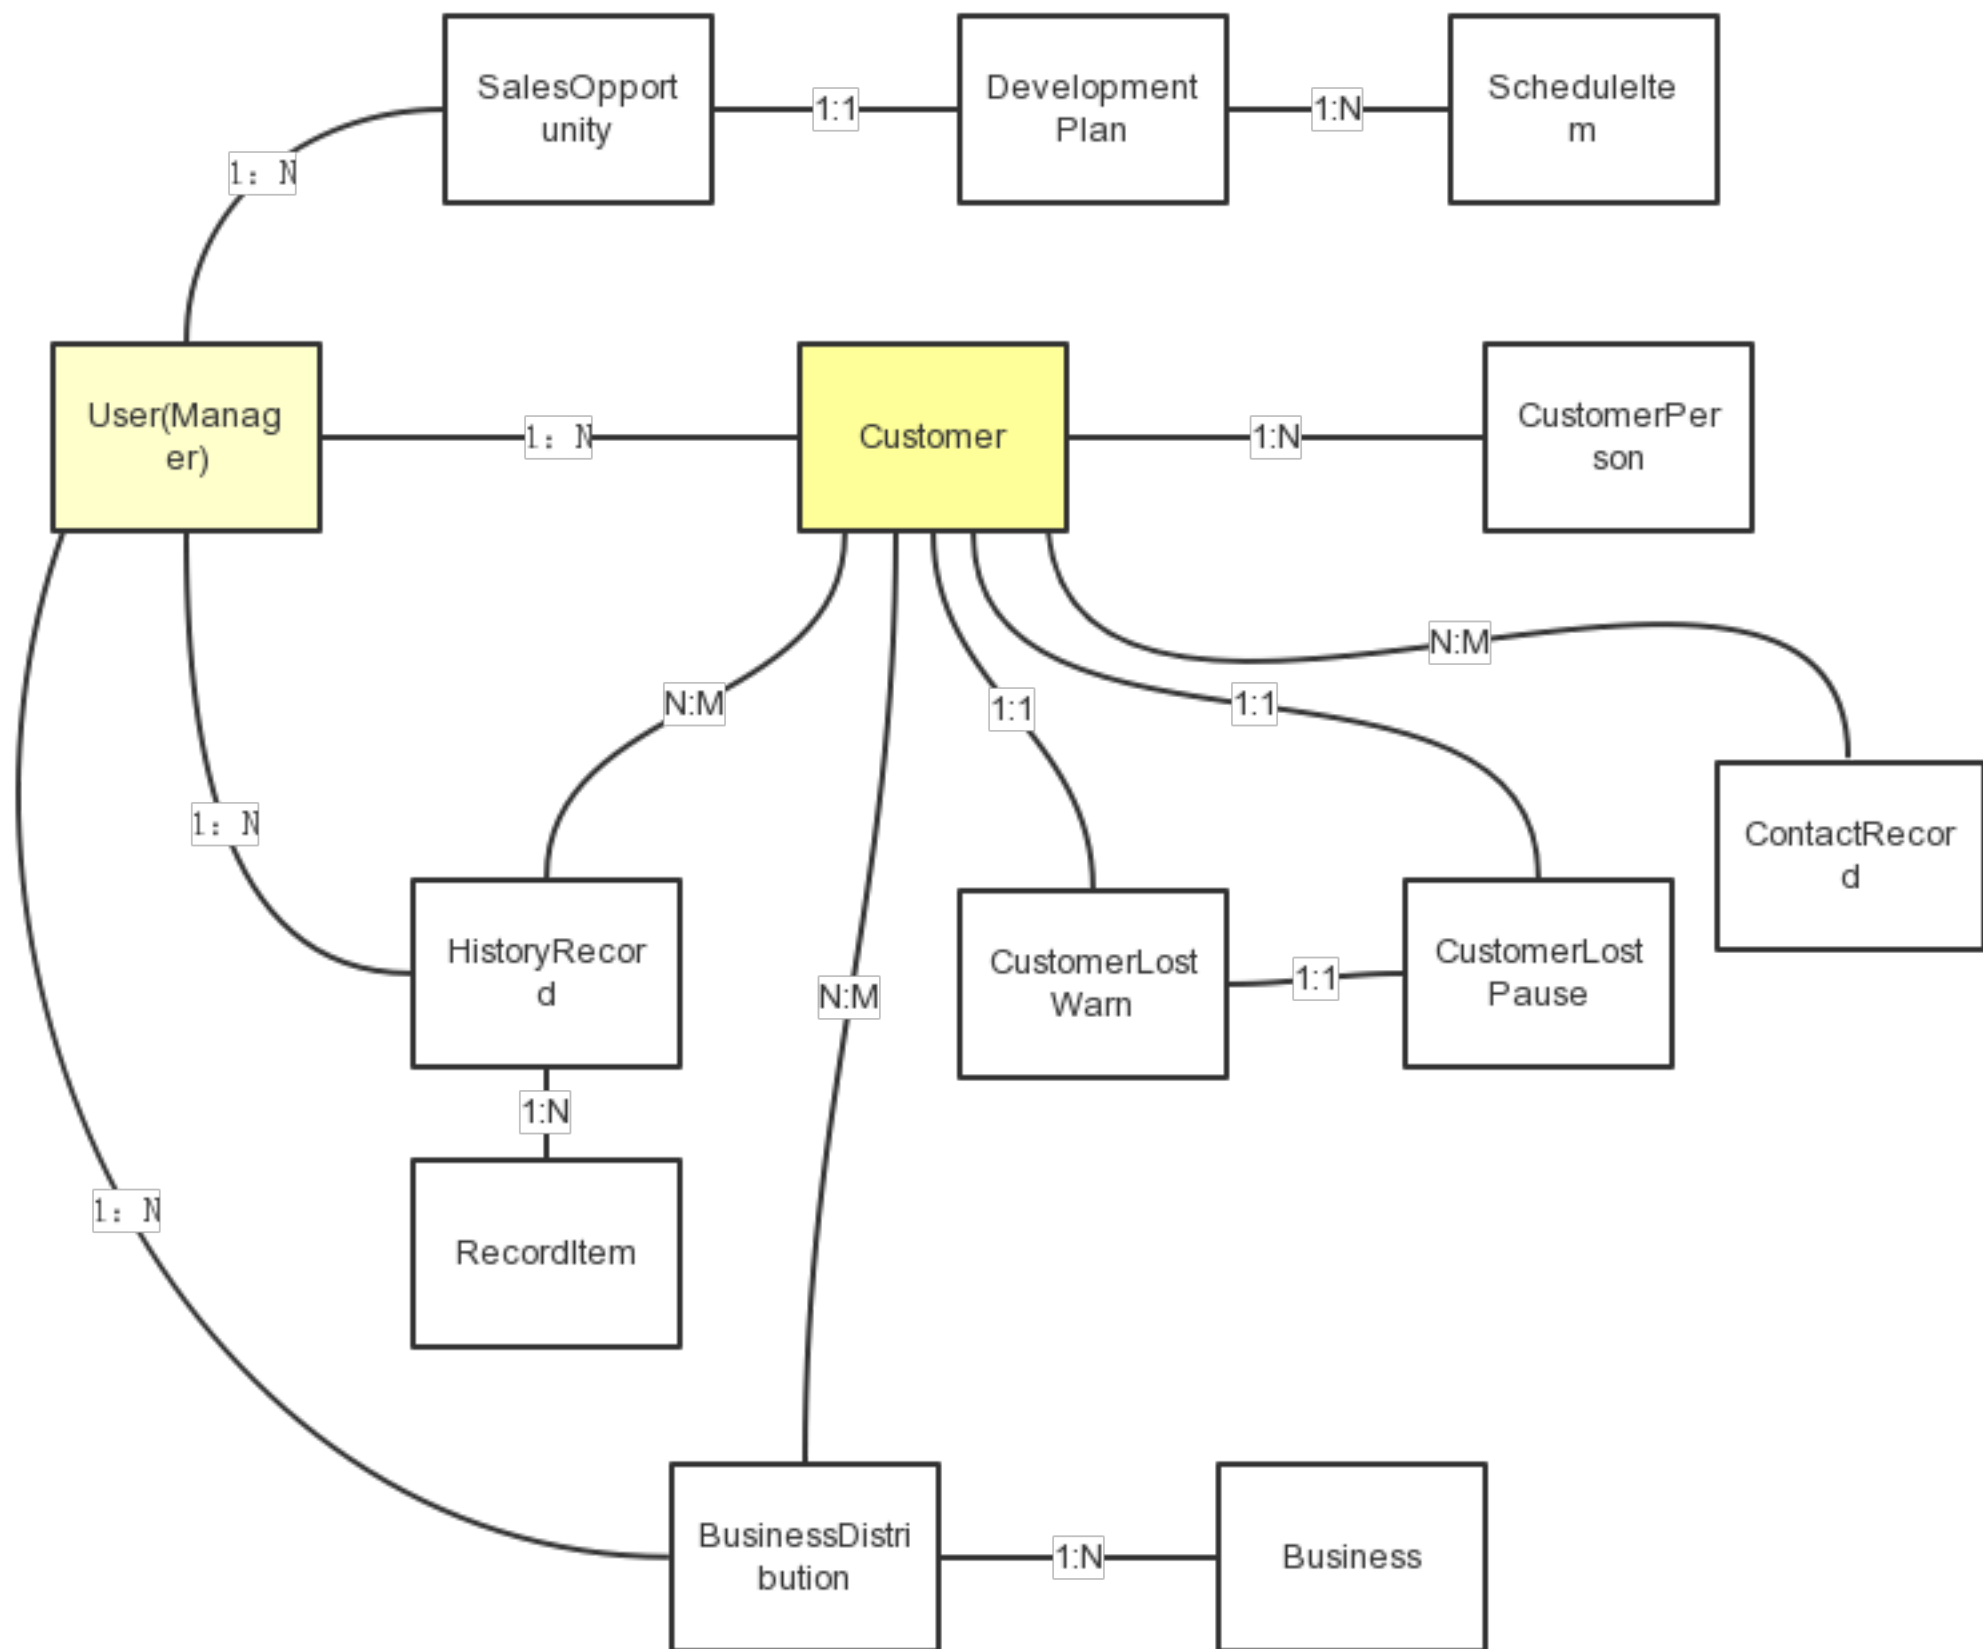 SalesOpport
unity
1:1
Development
Plan
1:N
ScheduleIte
m
1：N
User(Manag
er)
1：N
Customer
1:N
CustomerPer
son
N:M
1:1
1:1
N:M
1：N
ContactRecor
d
HistoryRecor
d
N:M
CustomerLost
Warn
1:1
CustomerLost
Pause
1:N
1：N
RecordItem
BusinessDistri
bution
1:N
Business